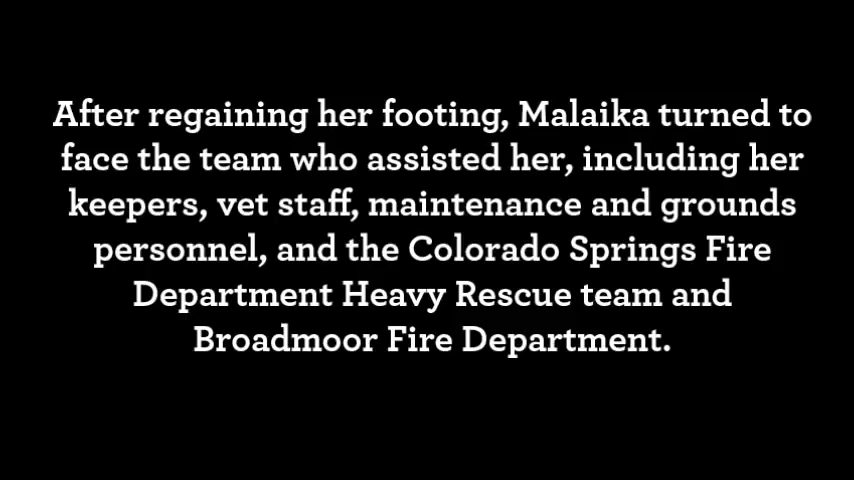 After regaining her footing, Malaika turned to
face the team who assisted her, including her
keepers, vet staff, maintenance and grounds
personnel, and the Colorado Springs Fire
Department Heavy Rescue team and
Broadmoor Fire Department.